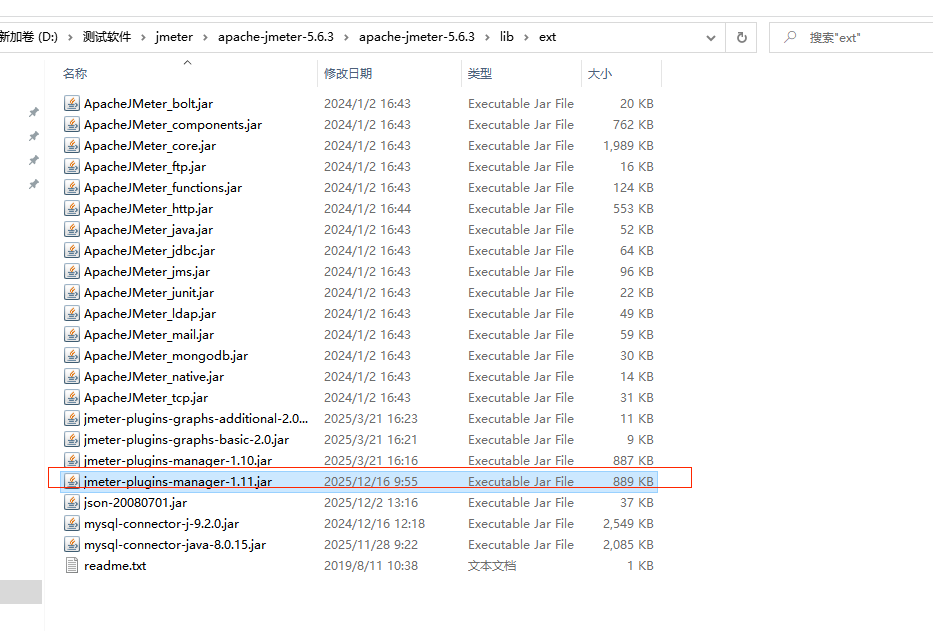 新加卷 (D:) › 测试软件 › jmeter › apache-jmeter-5.6.3 › apache-jmeter-5.6.3 › lib › ext 搜索"ext"
名称 修改日期 类型 大小
ApacheJMeter_bolt.jar 2024/1/2 16:43 Executable Jar File 20 KB
ApacheJMeter_components.jar 2024/1/2 16:43 Executable Jar File 762 KB
ApacheJMeter_core.jar 2024/1/2 16:43 Executable Jar File 1,989 KB
ApacheJMeter_ftp.jar 2024/1/2 16:43 Executable Jar File 16 KB
ApacheJMeter_functions.jar 2024/1/2 16:43 Executable Jar File 124 KB
ApacheJMeter_http.jar 2024/1/2 16:44 Executable Jar File 553 KB
ApacheJMeter_java.jar 2024/1/2 16:43 Executable Jar File 52 KB
ApacheJMeter_jdbc.jar 2024/1/2 16:43 Executable Jar File 64 KB
ApacheJMeter_jms.jar 2024/1/2 16:43 Executable Jar File 96 KB
ApacheJMeter_junit.jar 2024/1/2 16:43 Executable Jar File 22 KB
ApacheJMeter_ldap.jar 2024/1/2 16:43 Executable Jar File 49 KB
ApacheJMeter_mail.jar 2024/1/2 16:43 Executable Jar File 59 KB
ApacheJMeter_mongodb.jar 2024/1/2 16:43 Executable Jar File 30 KB
ApacheJMeter_native.jar 2024/1/2 16:43 Executable Jar File 14 KB
ApacheJMeter_tcp.jar 2024/1/2 16:43 Executable Jar File 31 KB
jmeter-plugins-graphs-additional-2.0... 2025/3/21 16:23 Executable Jar File 11 KB
jmeter-plugins-graphs-basic-2.0.jar 2025/3/21 16:21 Executable Jar File 9 KB
jmeter-plugins-manager-1.10.jar 2025/3/21 16:16 Executable Jar File 887 KB
jmeter-plugins-manager-1.11.jar 2025/12/16 9:55 Executable Jar File 889 KB
json-20080701.jar 2025/12/2 13:16 Executable Jar File 37 KB
mysql-connector-j-9.2.0.jar 2024/12/16 12:18 Executable Jar File 2,549 KB
mysql-connector-java-8.0.15.jar 2025/11/28 9:22 Executable Jar File 2,085 KB
readme.txt 2019/8/11 10:38 文本文档 1 KB